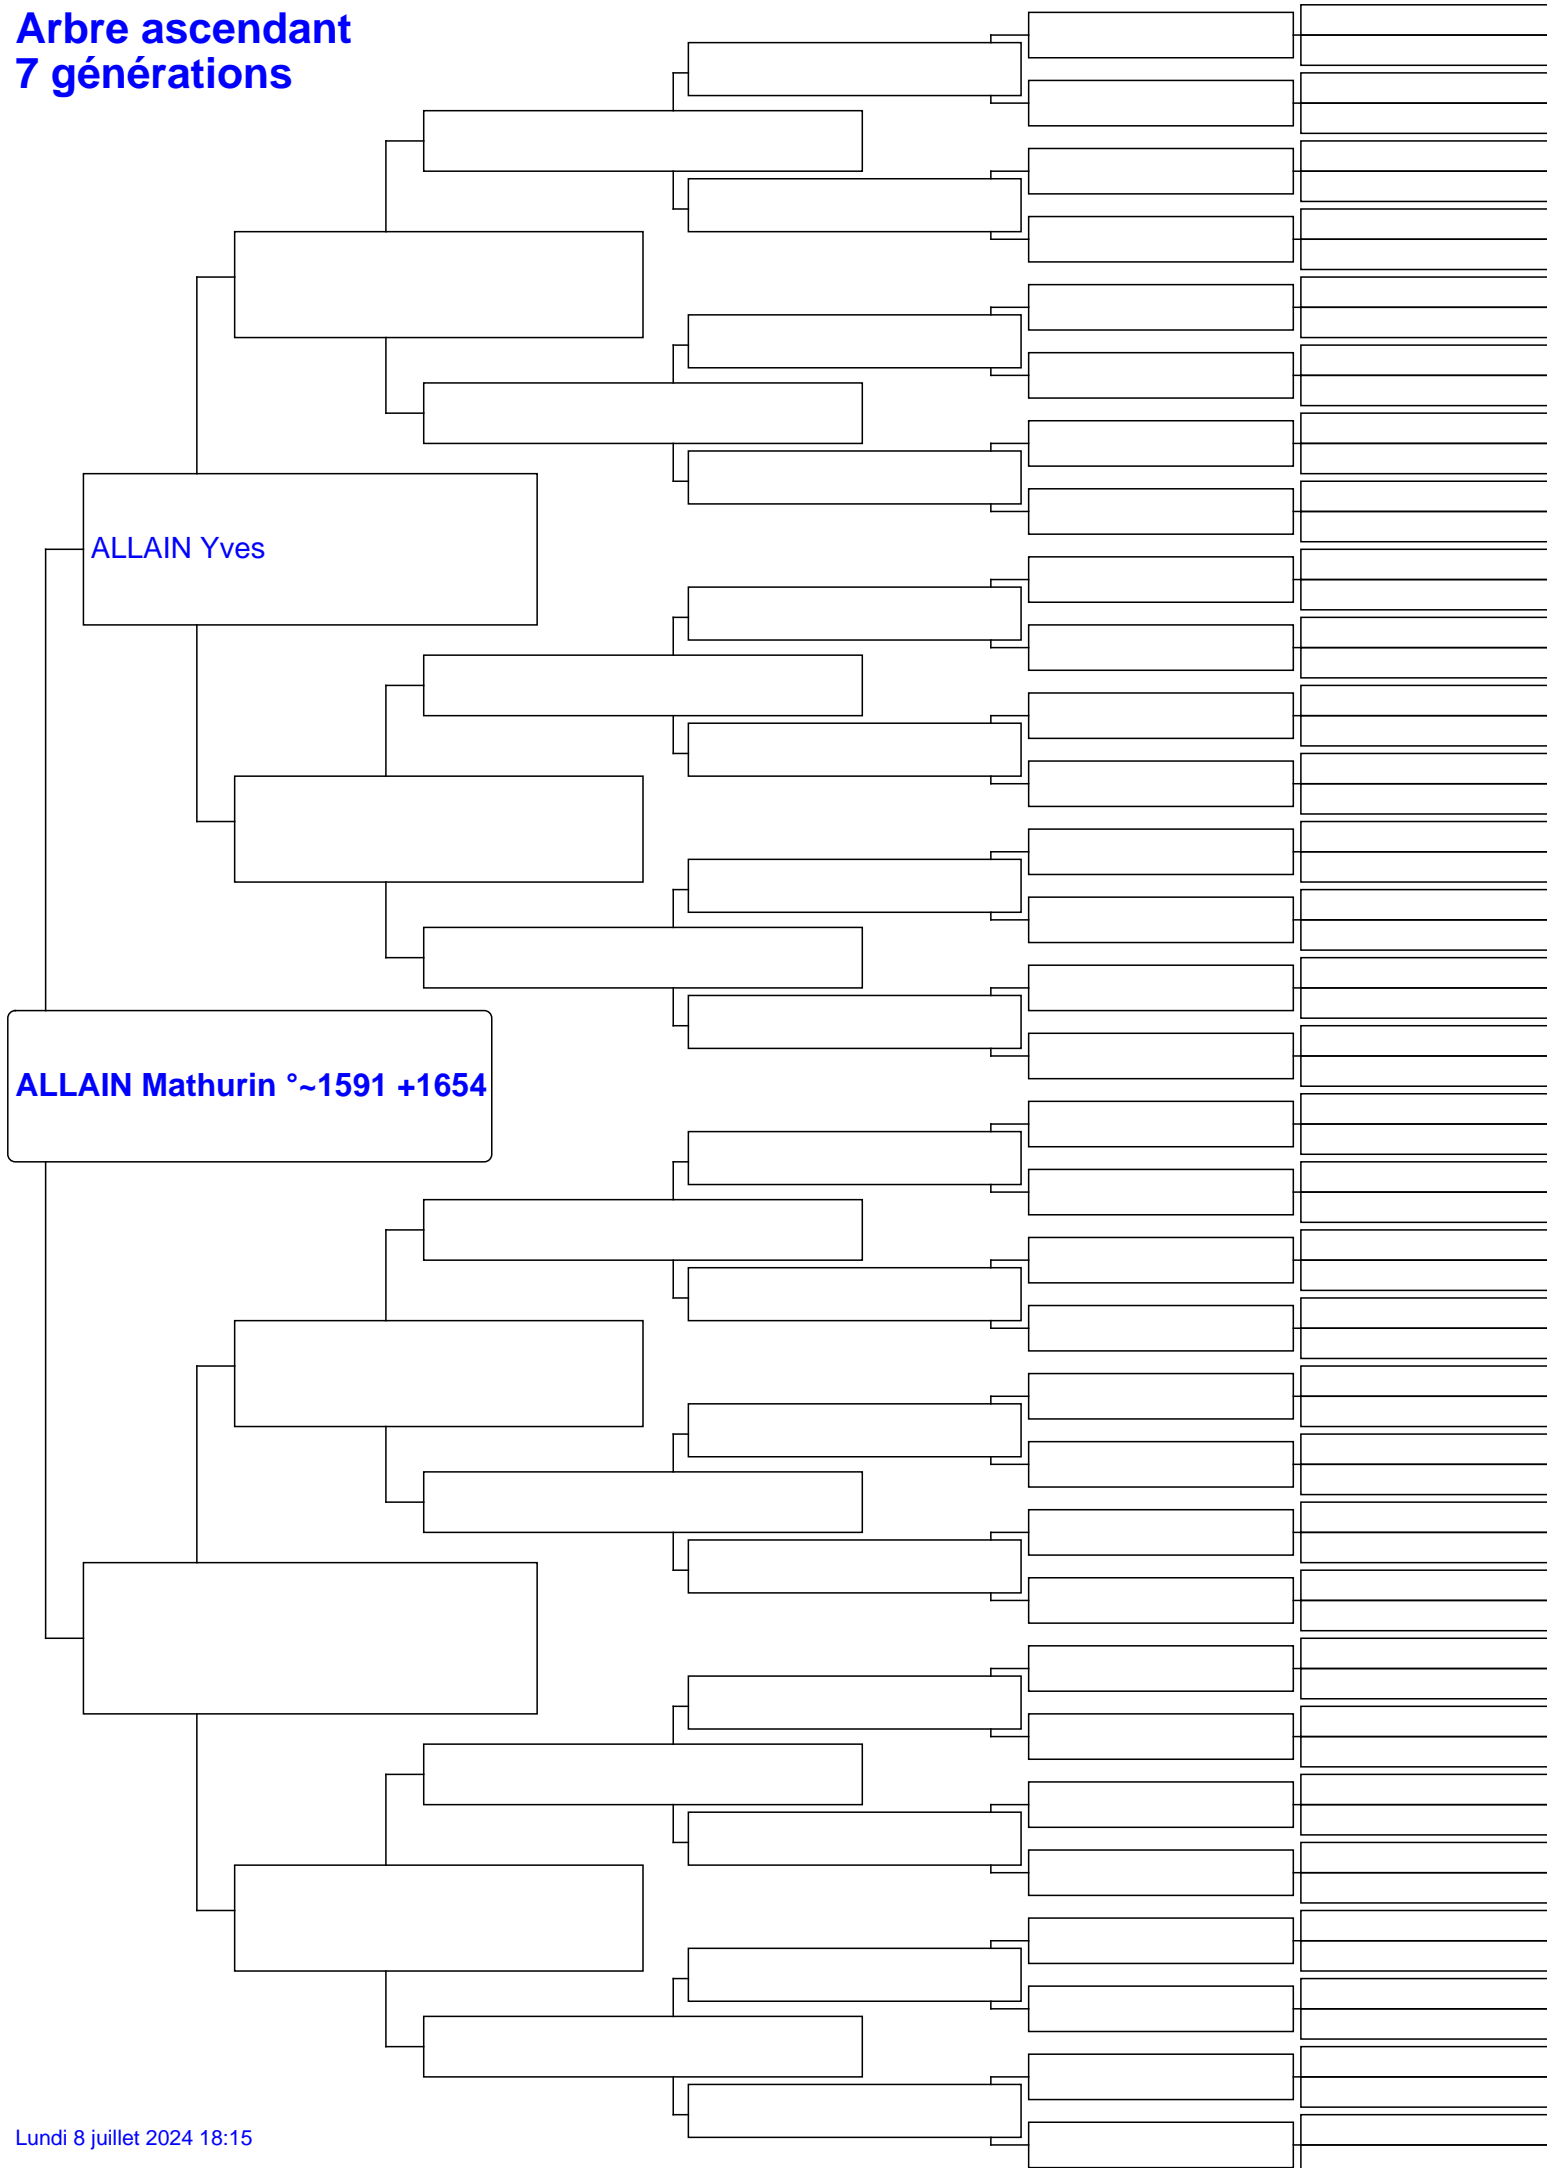 Arbre ascendant
7 générations
ALLAIN Yves
ALLAIN Mathurin °~1591 +1654
Lundi 8 juillet 2024 18:15